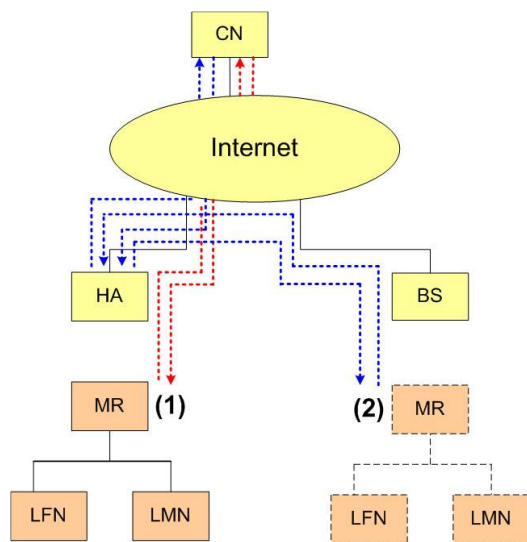 CN
Internet
HA
BS
MR
(1)
(2)
MR
LFN
LMN
LFN
LMN